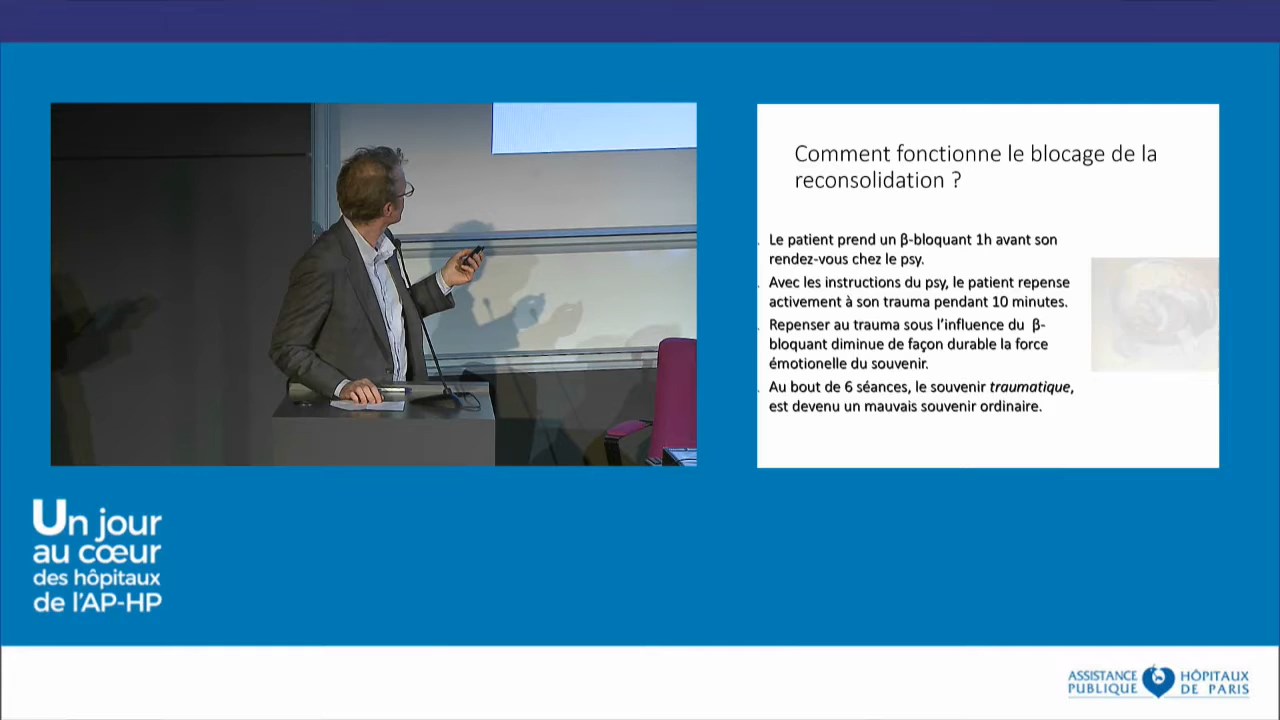 Comment fonctionne le blocage de la
reconsolidation ?
Le patient prend un β-bloquant 1h avant son
rendez-vous chez le psy.
Avec les instructions du psy, le patient repense
activement à son trauma pendant 10 minutes.
Repenser au trauma sous l'influence du β-
bloquant diminue de façon durable la force
émotionelle du souvenir.
Au bout de 6 séances, le souvenir traumatique,
est devenu un mauvais souvenir ordinaire.
Un jour
au cœur
des hôpitaux
de l'AP-HP
ASSISTANCE HÔPITAUX
PUBLIQUE DE PARIS